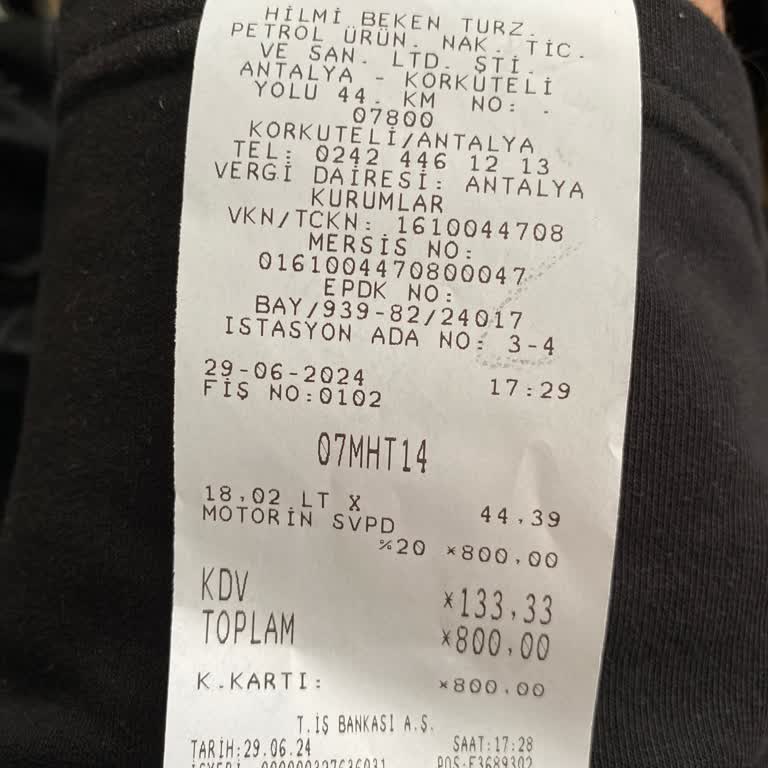 HİLMİ BEKEN TURZ.
PETROL ÜRÜN. NAK. TİC.
VE SAN. LTD. ŞTİ.
ANTALYA - KORKUTELİ
YOLU 44. KM NO: .
07800
KORKUTELİ/ANTALYA
TEL: 0242 446 12 13
VERGİ DAİRESİ: ANTALYA
KURUMLAR
VKN/TCKN: 1610044708
MERSİS NO:
0161004470800047
EPDK NO:
BAY/939-82/24017
ISTASYON ADA NO: 3-4
29-06-2024 17:29
FİŞ NO:0102
07MHT14
18,02 LT X 44,39
MOTORİN SVPD
%20 *800,00
KDV *133,33
TOPLAM *800,00
K.KARTI: *800.00
T.İŞ BANKASI A.Ş.
TARİH:29.06.24 SAAT:17:28